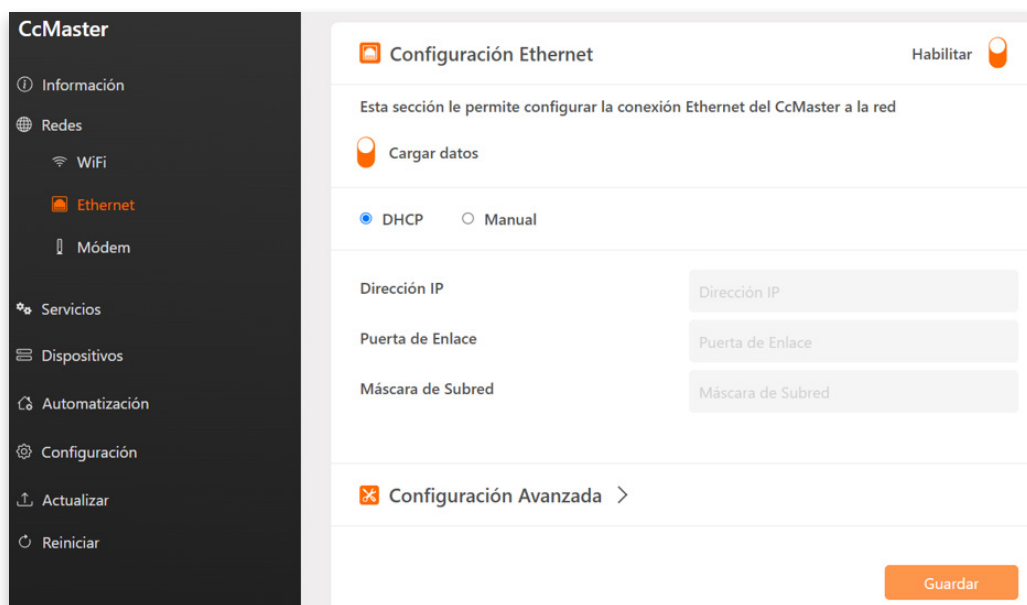 CcMaster
Información
Redes
WiFi
Ethernet
Módem
Servicios
Dispositivos
Automatización
Configuración
Actualizar
Reiniciar
Configuración Ethernet
Habilitar
Esta sección le permite configurar la conexión Ethernet del CcMaster a la red
Cargar datos
DHCP Manual
Dirección IP Dirección IP
Puerta de Enlace Puerta de Enlace
Máscara de Subred Máscara de Subred
Configuración Avanzada >
Guardar